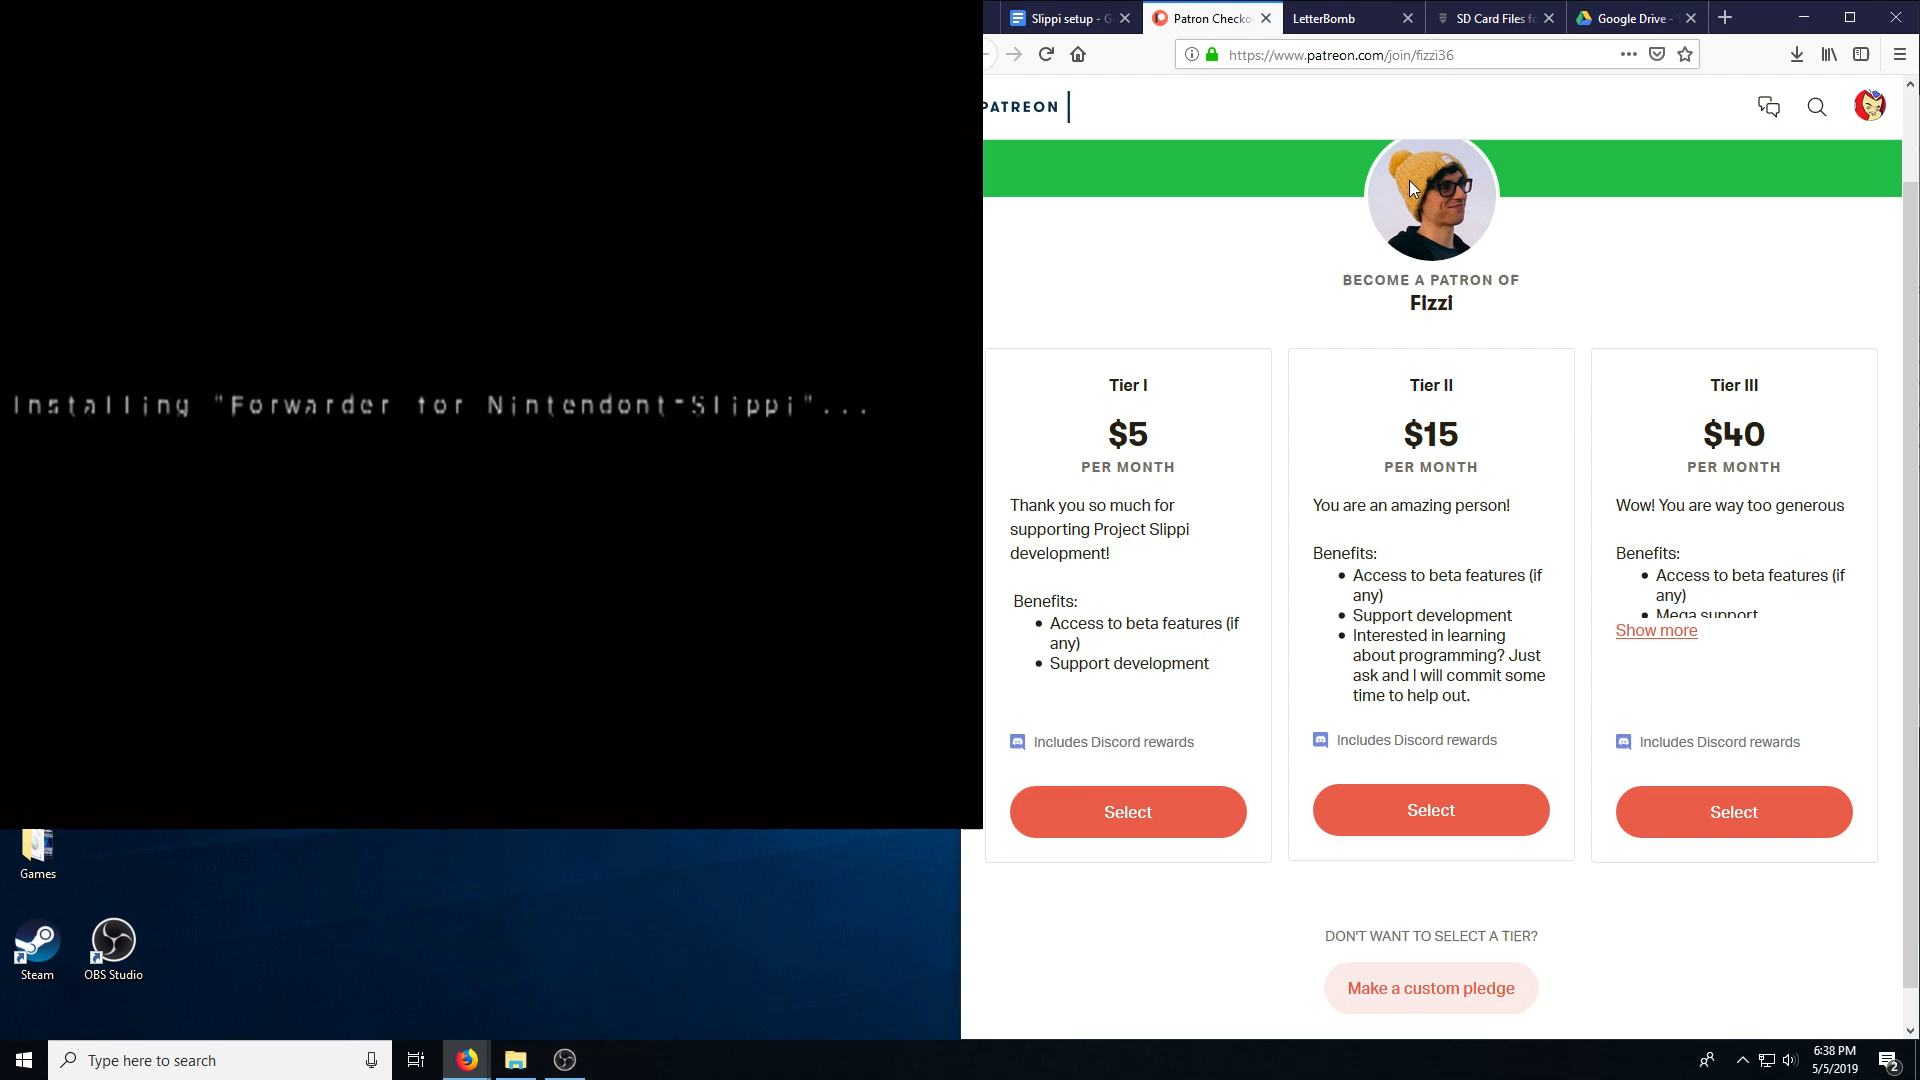 Slippi setup - G
Patron Checko
LetterBomb
SD Card Files fo
Google Drive -
https://www.patreon.com/join/fizzi36
PATREON
Installing "Forwarder for Nintendont-Slippi"...
BECOME A PATRON OF
Fizzi
Tier I
$5
PER MONTH
Thank you so much for
supporting Project Slippi
development!
Benefits:
Access to beta features (if
any)
Support development
Includes Discord rewards
Select
Tier II
$15
PER MONTH
You are an amazing person!
Benefits:
Access to beta features (if
any)
Support development
Interested in learning
about programming? Just
ask and I will commit some
time to help out.
Includes Discord rewards
Select
Tier III
$40
PER MONTH
Wow! You are way too generous
Benefits:
Access to beta features (if
any)
Mega support
Show more
Includes Discord rewards
Select
DON'T WANT TO SELECT A TIER?
Make a custom pledge
Games
Steam
OBS Studio
Type here to search
6:38 PM
5/5/2019
2